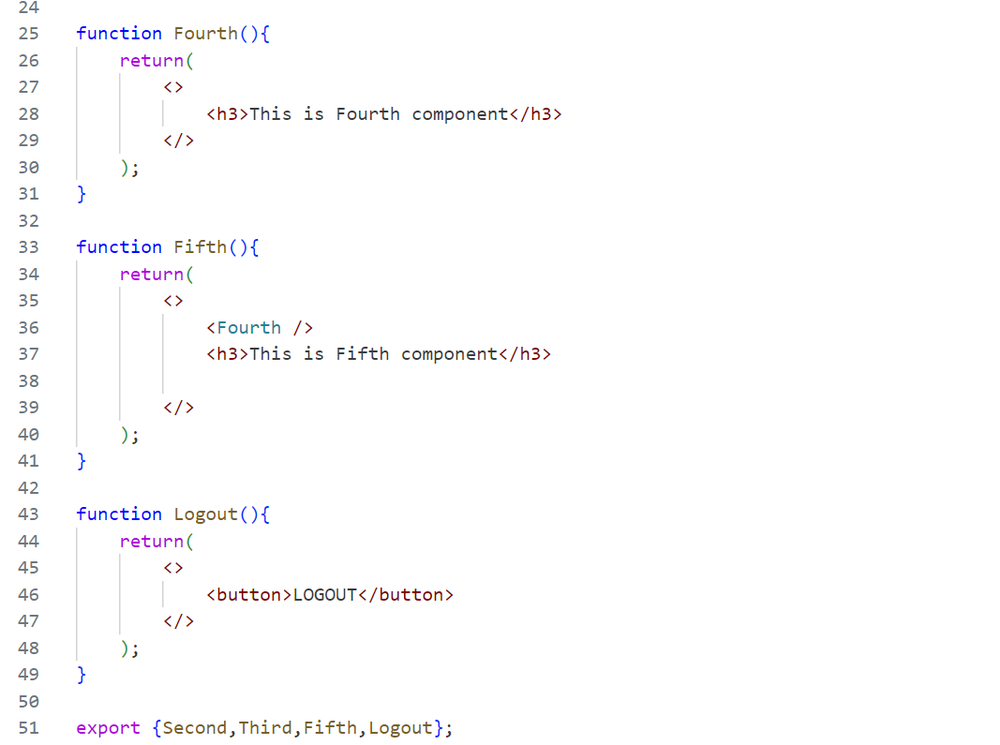 24
25 function Fourth(){
26 return(
27 <>
28 <h3>This is Fourth component</h3>
29 </>
30 );
31 }
32
33 function Fifth(){
34 return(
35 <>
36 <Fourth />
37 <h3>This is Fifth component</h3>
38
39 </>
40 );
41 }
42
43 function Logout(){
44 return(
45 <>
46 <button>LOGOUT</button>
47 </>
48 );
49 }
50
51 export {Second,Third,Fifth,Logout};